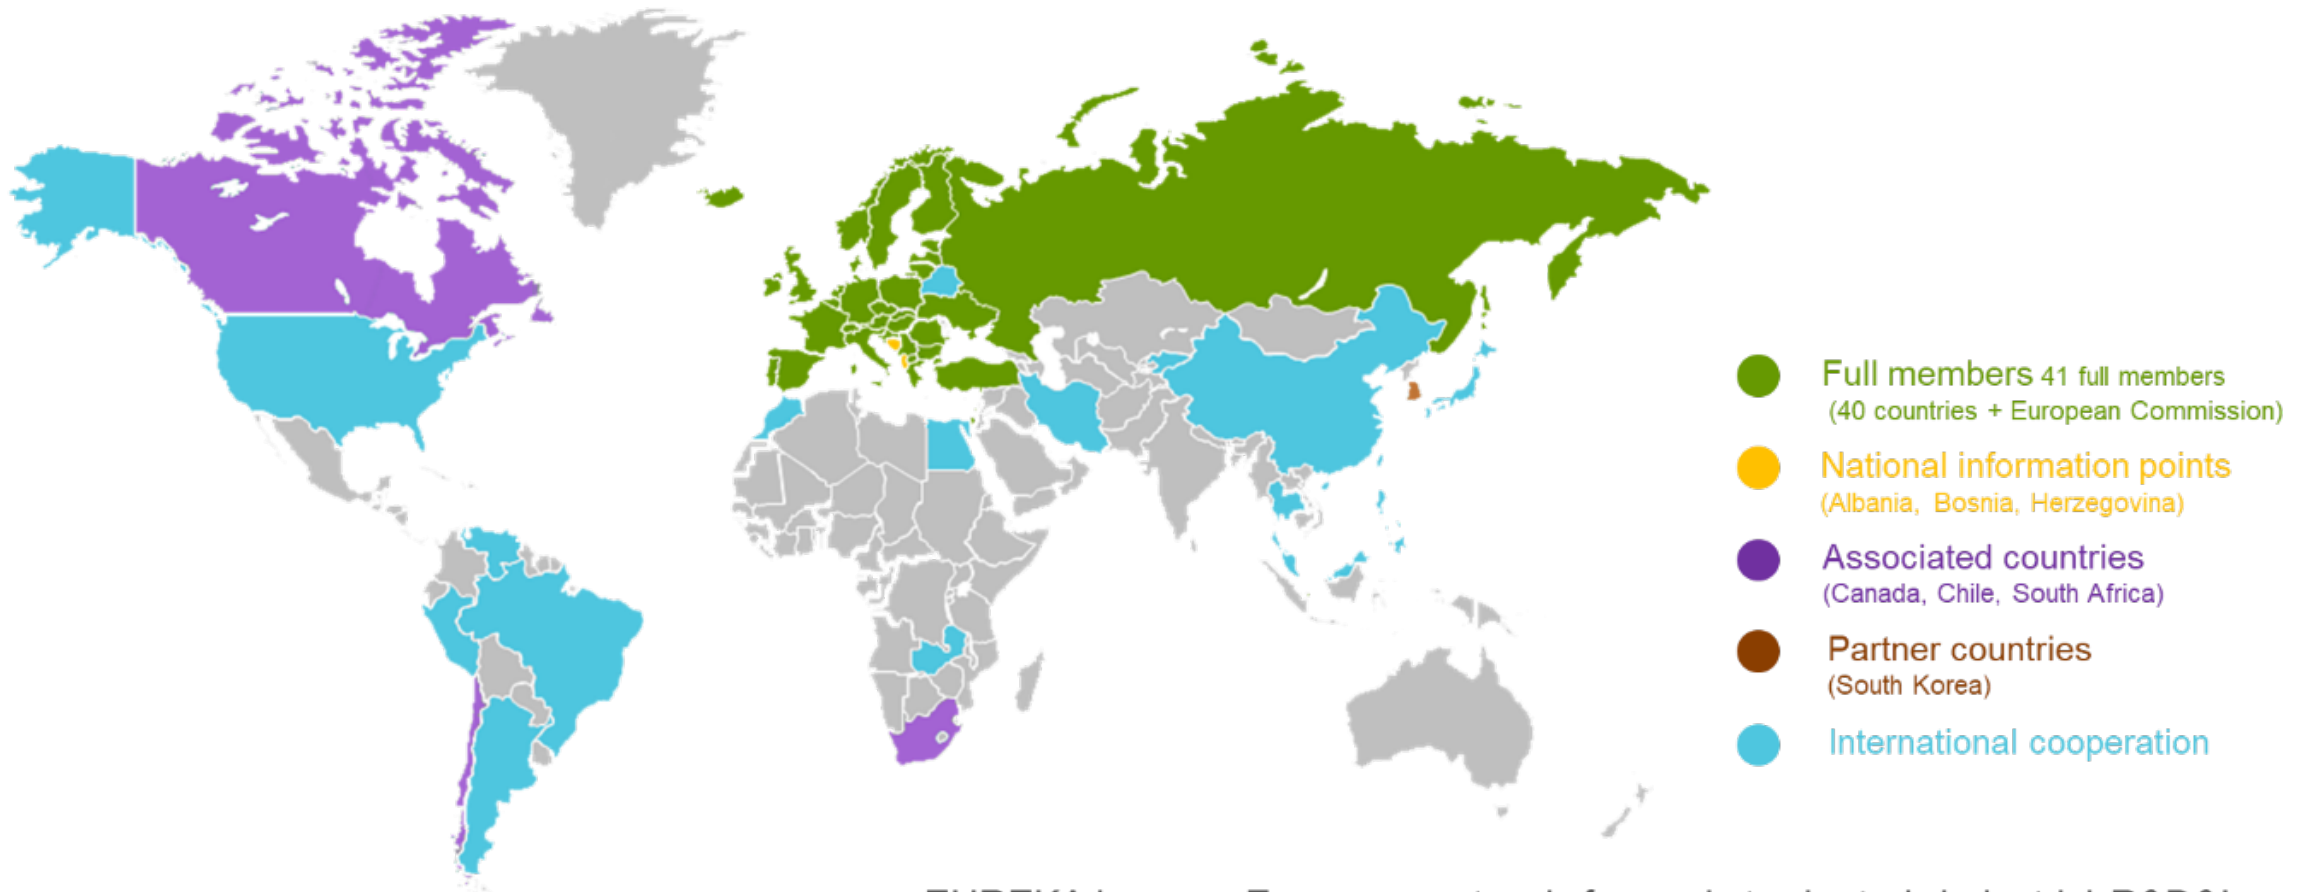 Full members 41 full members
(40 countries + European Commission)
National information points
(Albania, Bosnia, Herzegovina)
Associated countries
(Canada, Chile, South Africa)
Partner countries
(South Korea)
International cooperation